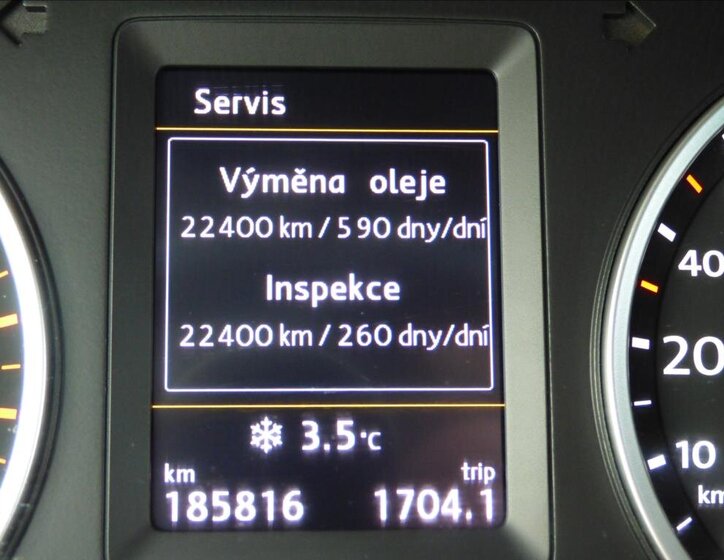 Servis
Výměna oleje
22400 km / 590 dny/dní
Inspekce
22400 km / 260 dny/dní
3.5°C
km trip
185816 1704.1
40
20
10
km